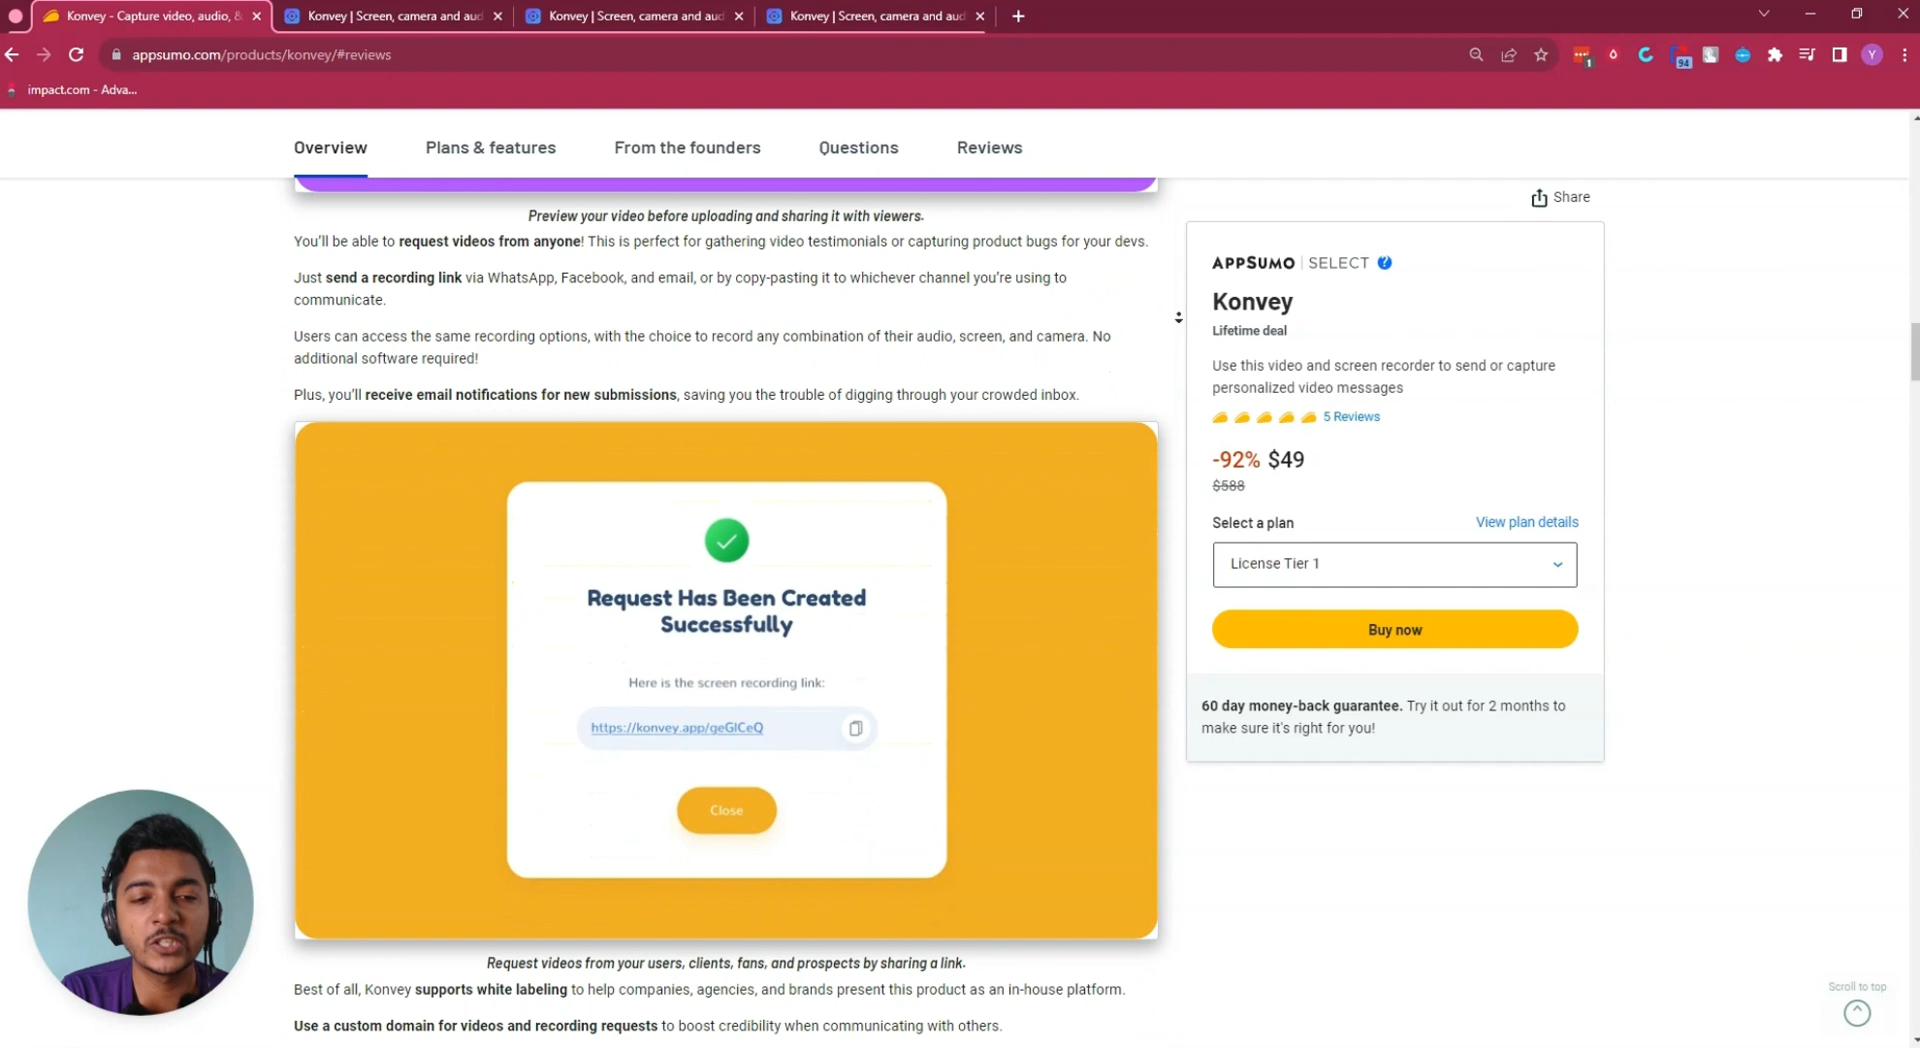 Konvey - Capture video, audio, &
Konvey | Screen, camera and aud
Konvey | Screen, camera and aud
Konvey | Screen, camera and aud
appsumo.com/products/konvey/#reviews
1
94
Y
impact.com - Adva...
Overview
Plans & features
From the founders
Questions
Reviews
Preview your video before uploading and sharing it with viewers.
You'll be able to request videos from anyone! This is perfect for gathering video testimonials or capturing product bugs for your devs.
Just send a recording link via WhatsApp, Facebook, and email, or by copy-pasting it to whichever channel you're using to
communicate.
Users can access the same recording options, with the choice to record any combination of their audio, screen, and camera. No
additional software required!
Plus, you'll receive email notifications for new submissions, saving you the trouble of digging through your crowded inbox.
Request Has Been Created
Successfully
Here is the screen recording link:
https://konvey.app/geGlCeQ
Close
Request videos from your users, clients, fans, and prospects by sharing a link.
Best of all, Konvey supports white labeling to help companies, agencies, and brands present this product as an in-house platform.
Use a custom domain for videos and recording requests to boost credibility when communicating with others.
Share
APPSUMO | SELECT ?
Konvey
Lifetime deal
Use this video and screen recorder to send or capture
personalized video messages
5 Reviews
-92% $49
$588
Select a plan
View plan details
License Tier 1
Buy now
60 day money-back guarantee. Try it out for 2 months to
make sure it's right for you!
Scroll to top